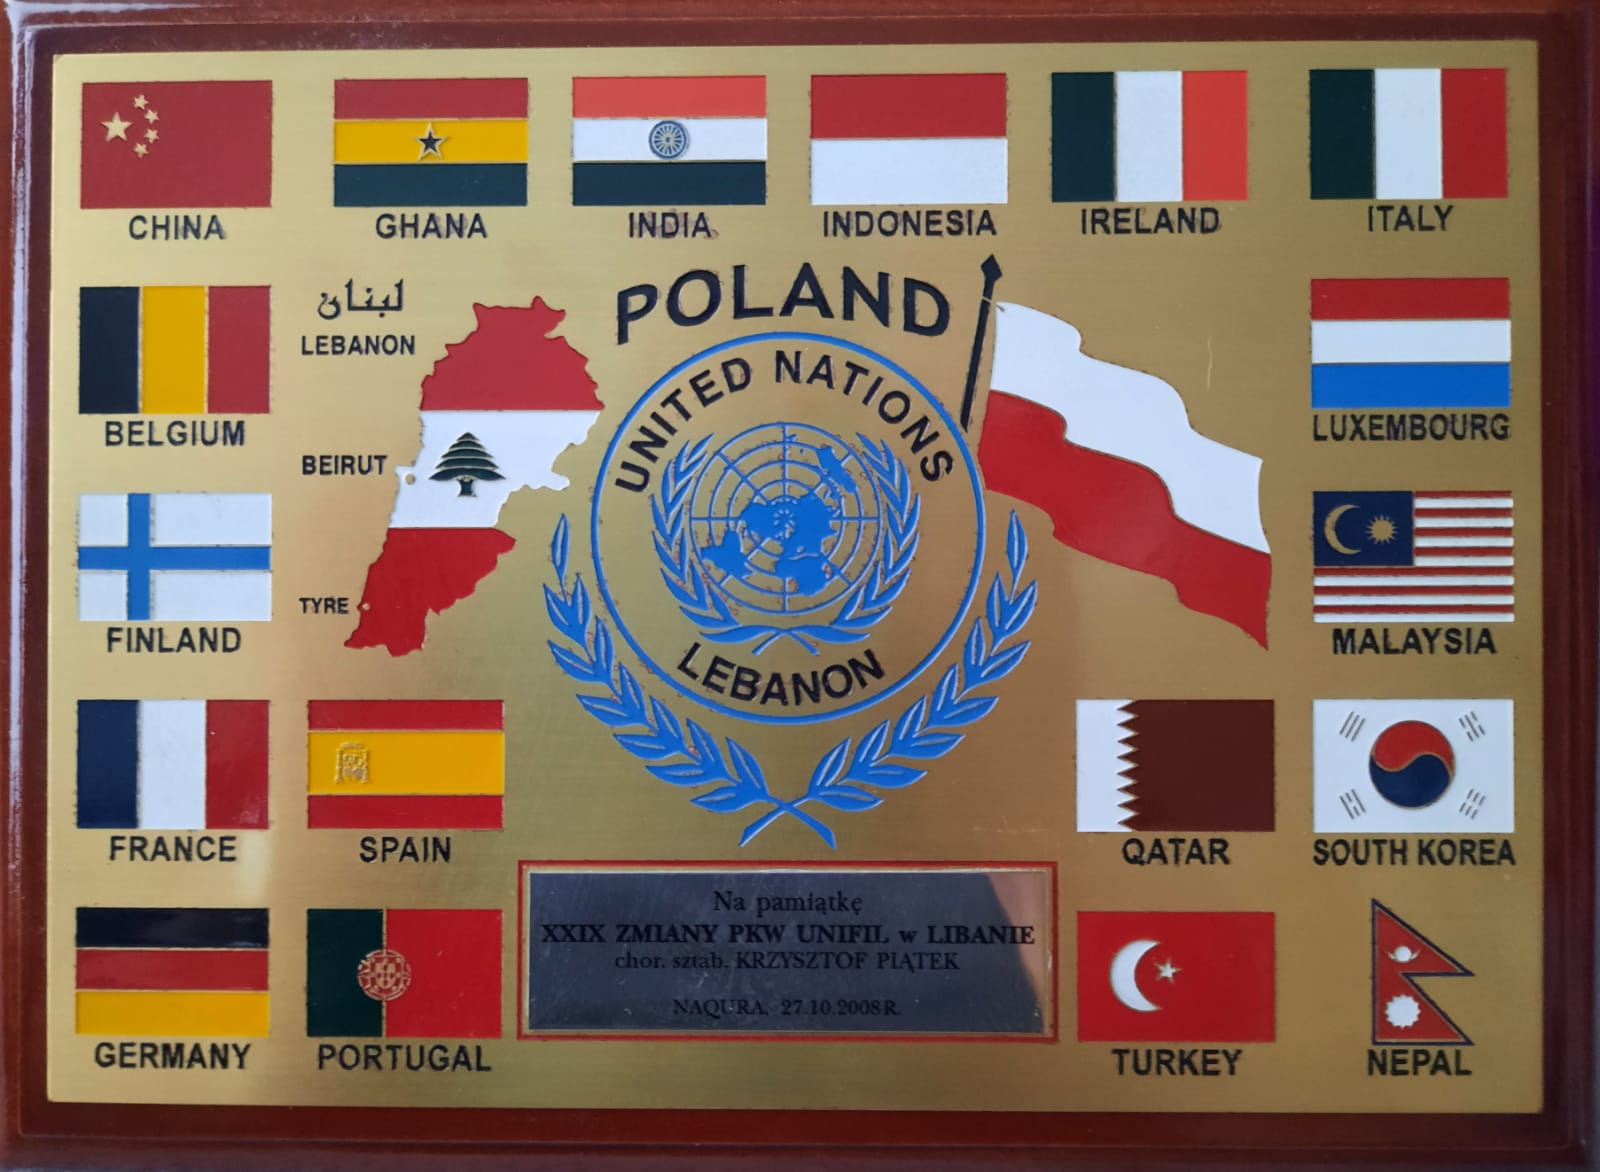 CHINA
GHANA
INDIA
INDONESIA
IRELAND
ITALY
BELGIUM
لبنان
LEBANON
BEIRUT
TYRE
POLAND
UNITED NATIONS
LEBANON
LUXEMBOURG
FINLAND
MALAYSIA
FRANCE
SPAIN
QATAR
SOUTH KOREA
GERMANY
PORTUGAL
Na pamiątkę
XXIX ZMIANY PKW UNIFIL w LIBANIE
chor. sztab. KRZYSZTOF PIĄTEK
NAQURA, 27.10.2008R.
TURKEY
NEPAL